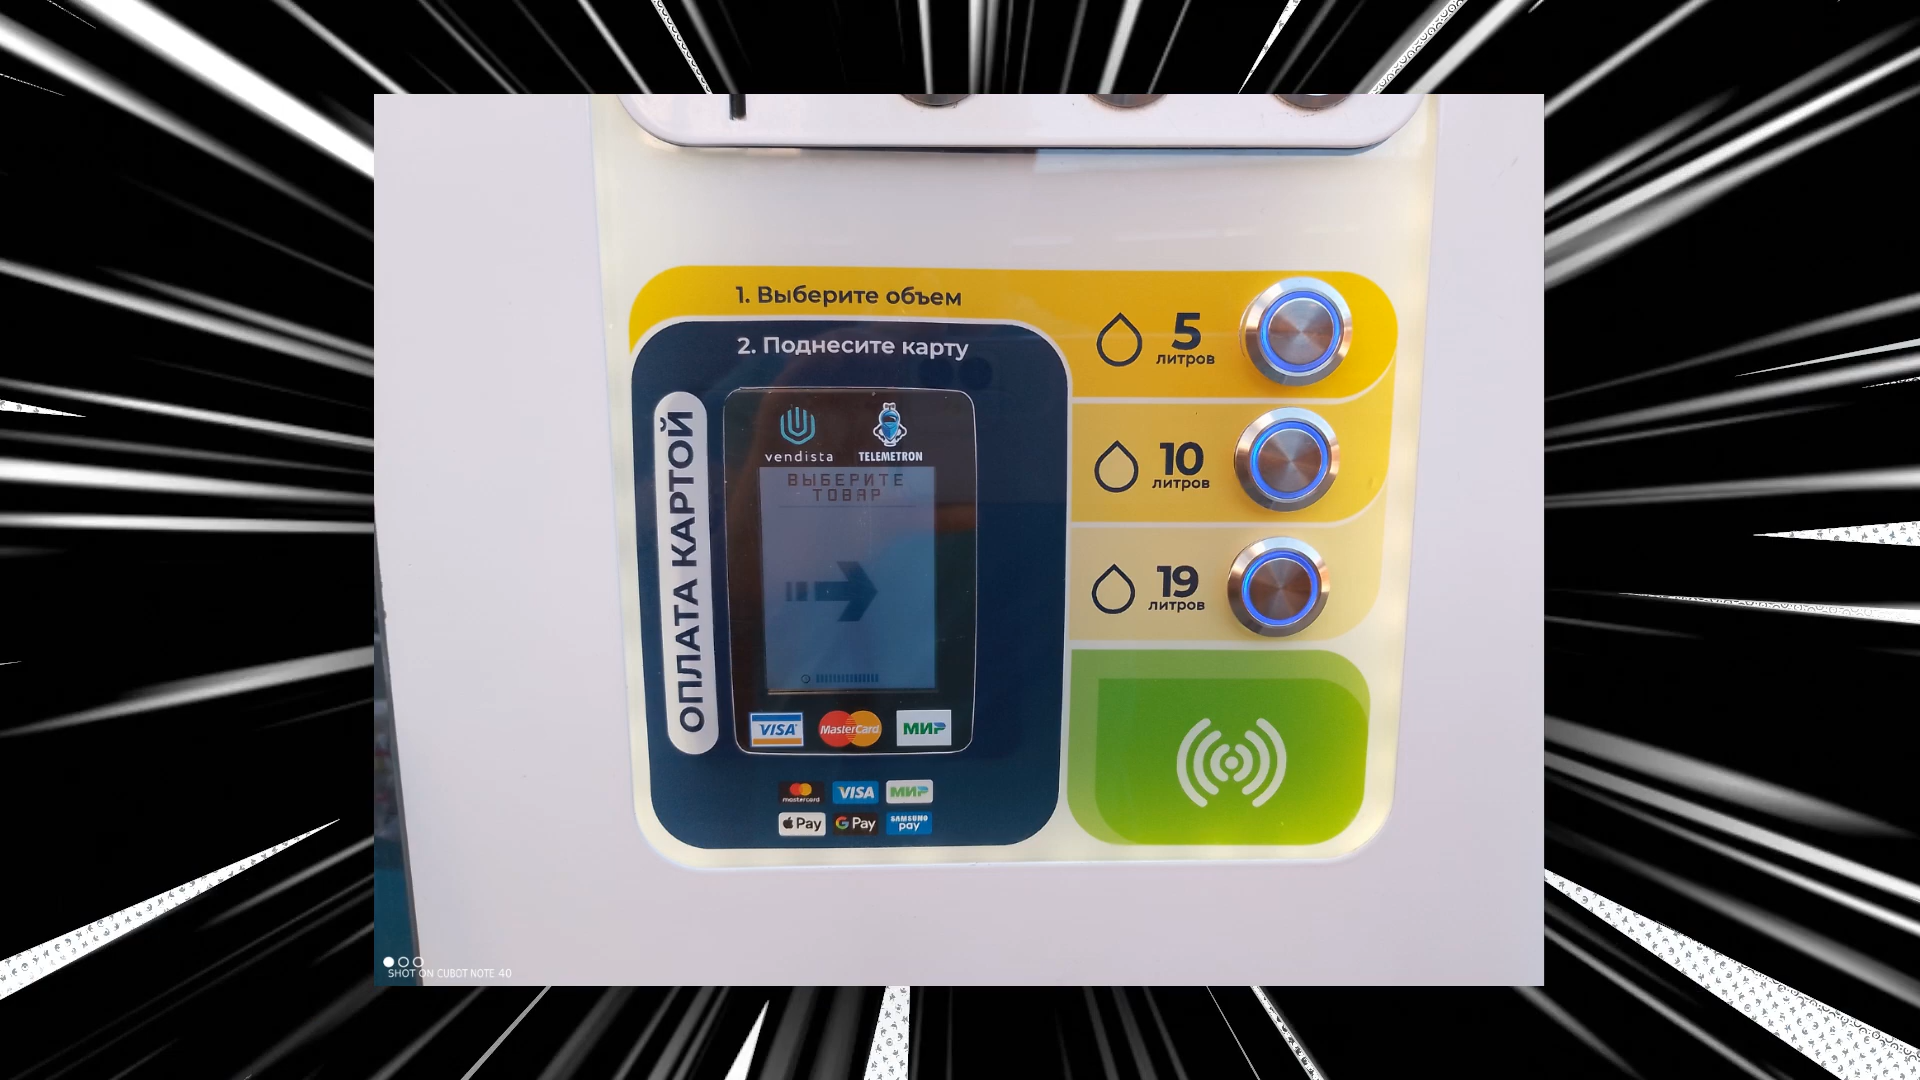 1. Выберите объем
2. Поднесите карту
ОПЛАТА КАРТОЙ
vendista
TELEMETRON
ВЫБЕРИТЕ
ТОВАР
VISA
MasterCard
МИР
mastercard
VISA
МИР
Pay
G Pay
SAMSUNG
pay
5
литров
10
литров
19
литров
SHOT ON CUBOT NOTE 40